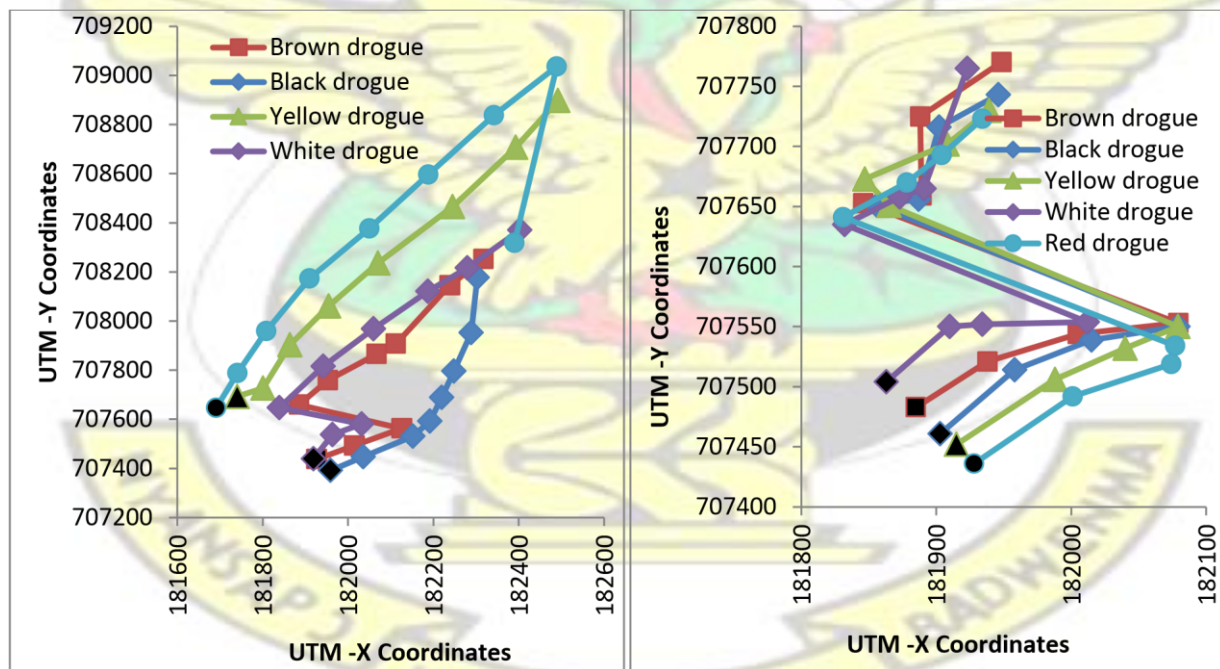 709200
709000
708800
708600
708400
708200
708000
707800
707600
707400
707200
UTM -Y Coordinates
Brown drogue
Black drogue
Yellow drogue
White drogue
181600
181800
182000
182200
182400
182600
UTM -X Coordinates
707800
707750
707700
707650
707600
707550
707500
707450
707400
UTM -Y Coordinates
Brown drogue
Black drogue
Yellow drogue
White drogue
Red drogue
181800
181900
182000
182100
UTM -X Coordinates
BADWENMA